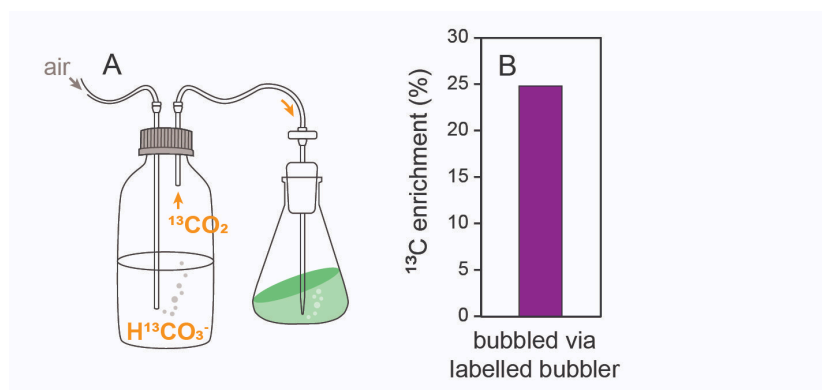 air
A
¹³CO₂
H¹³CO₃⁻
B
¹³C enrichment (%)
30
25
20
15
10
5
0
bubbled via
labelled bubbler